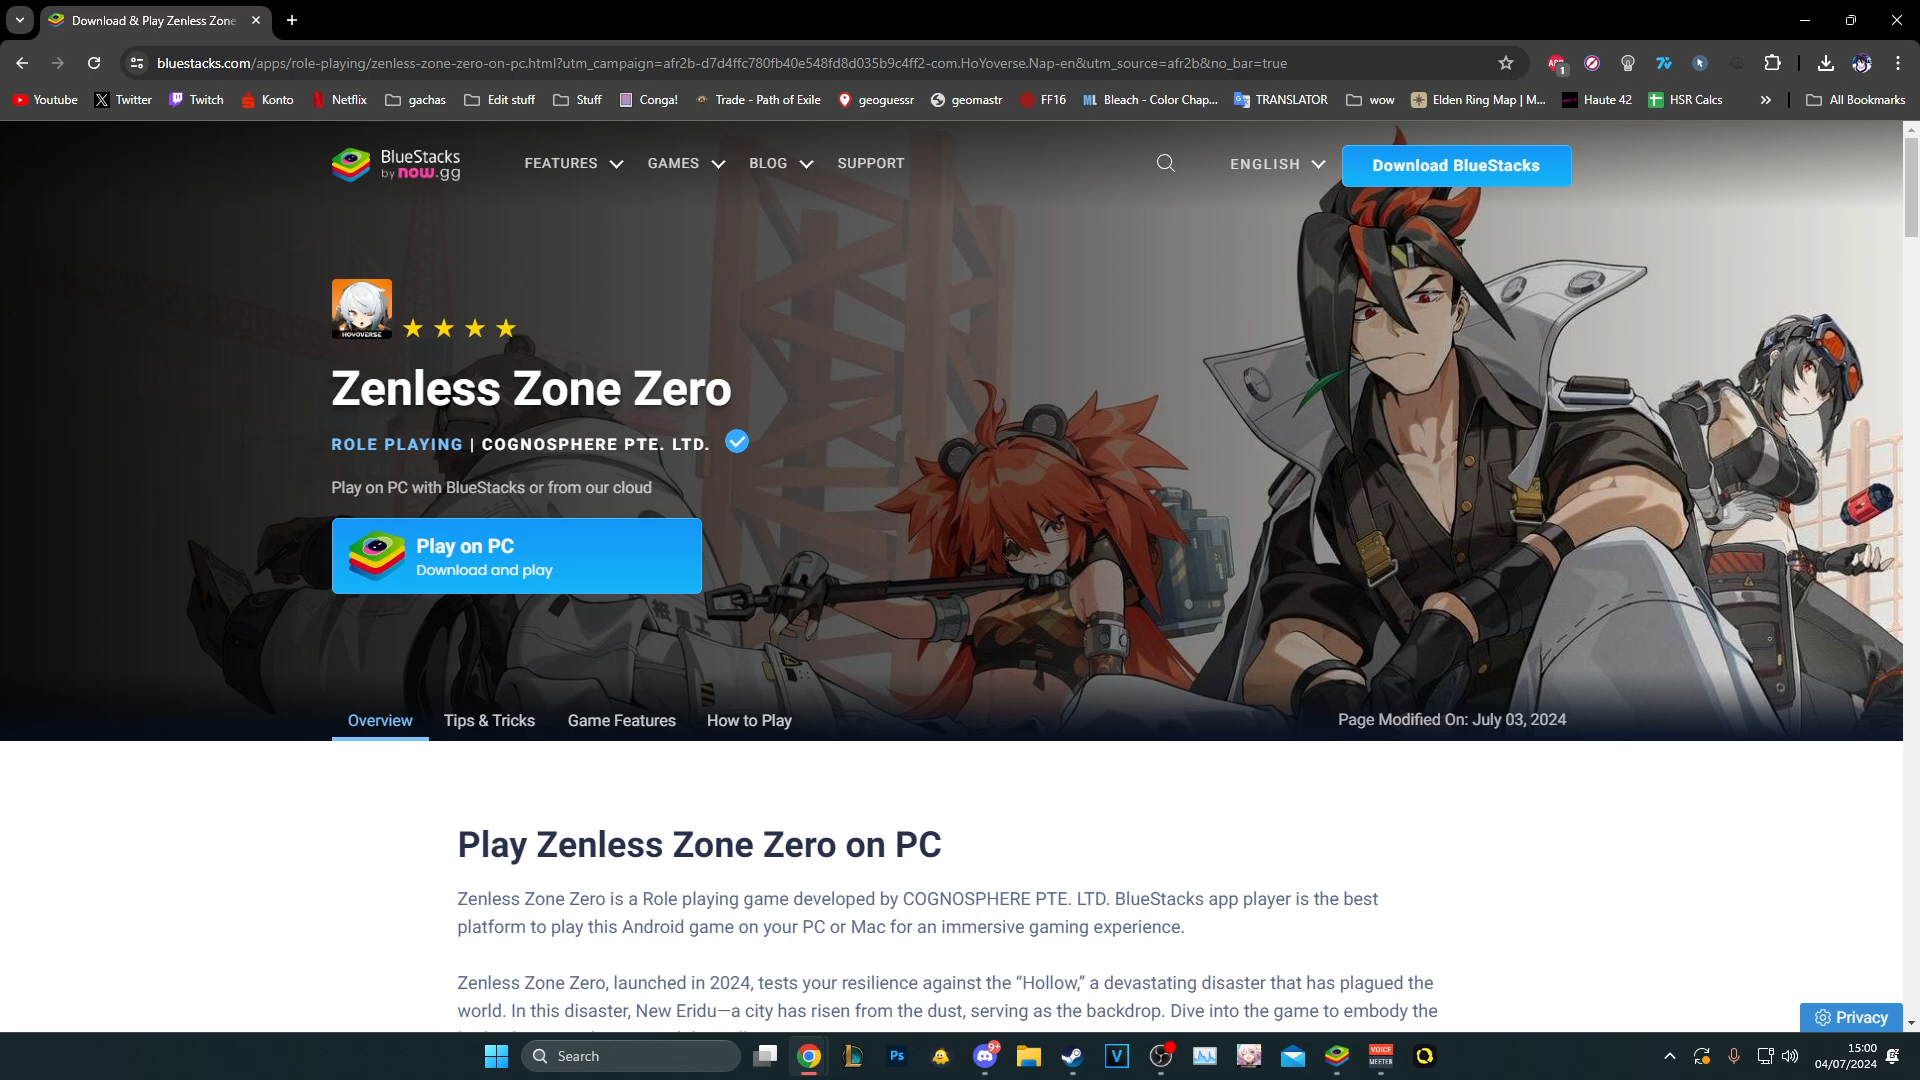 Download & Play Zenless Zone
bluestacks.com/apps/role-playing/zenless-zone-zero-on-pc.html?utm_campaign=afr2b-d7d4ffc780fb40e548fd8d035b9c4ff2-com.HoYoverse.Nap-en&utm_source=afr2b&no_bar=true
ABP 1
Youtube Twitter Twitch Konto Netflix gachas Edit stuff Stuff Conga! Trade - Path of Exile geoguessr geomastr FF16 ML Bleach - Color Chap... TRANSLATOR wow Elden Ring Map | M... Haute 42 HSR Calcs All Bookmarks
BlueStacks
by now.gg
FEATURES GAMES BLOG SUPPORT ENGLISH Download BlueStacks
HOYOVERSE
Zenless Zone Zero
ROLE PLAYING | COGNOSPHERE PTE. LTD.
Play on PC with BlueStacks or from our cloud
Play on PC
Download and play
Overview Tips & Tricks Game Features How to Play Page Modified On: July 03, 2024
Play Zenless Zone Zero on PC
Zenless Zone Zero is a Role playing game developed by COGNOSPHERE PTE. LTD. BlueStacks app player is the best
platform to play this Android game on your PC or Mac for an immersive gaming experience.
Zenless Zone Zero, launched in 2024, tests your resilience against the “Hollow,” a devastating disaster that has plagued the
world. In this disaster, New Eridu—a city has risen from the dust, serving as the backdrop. Dive into the game to embody the
Privacy
Search
Ps
9+
V
VOICE
MEETER
15:00
04/07/2024